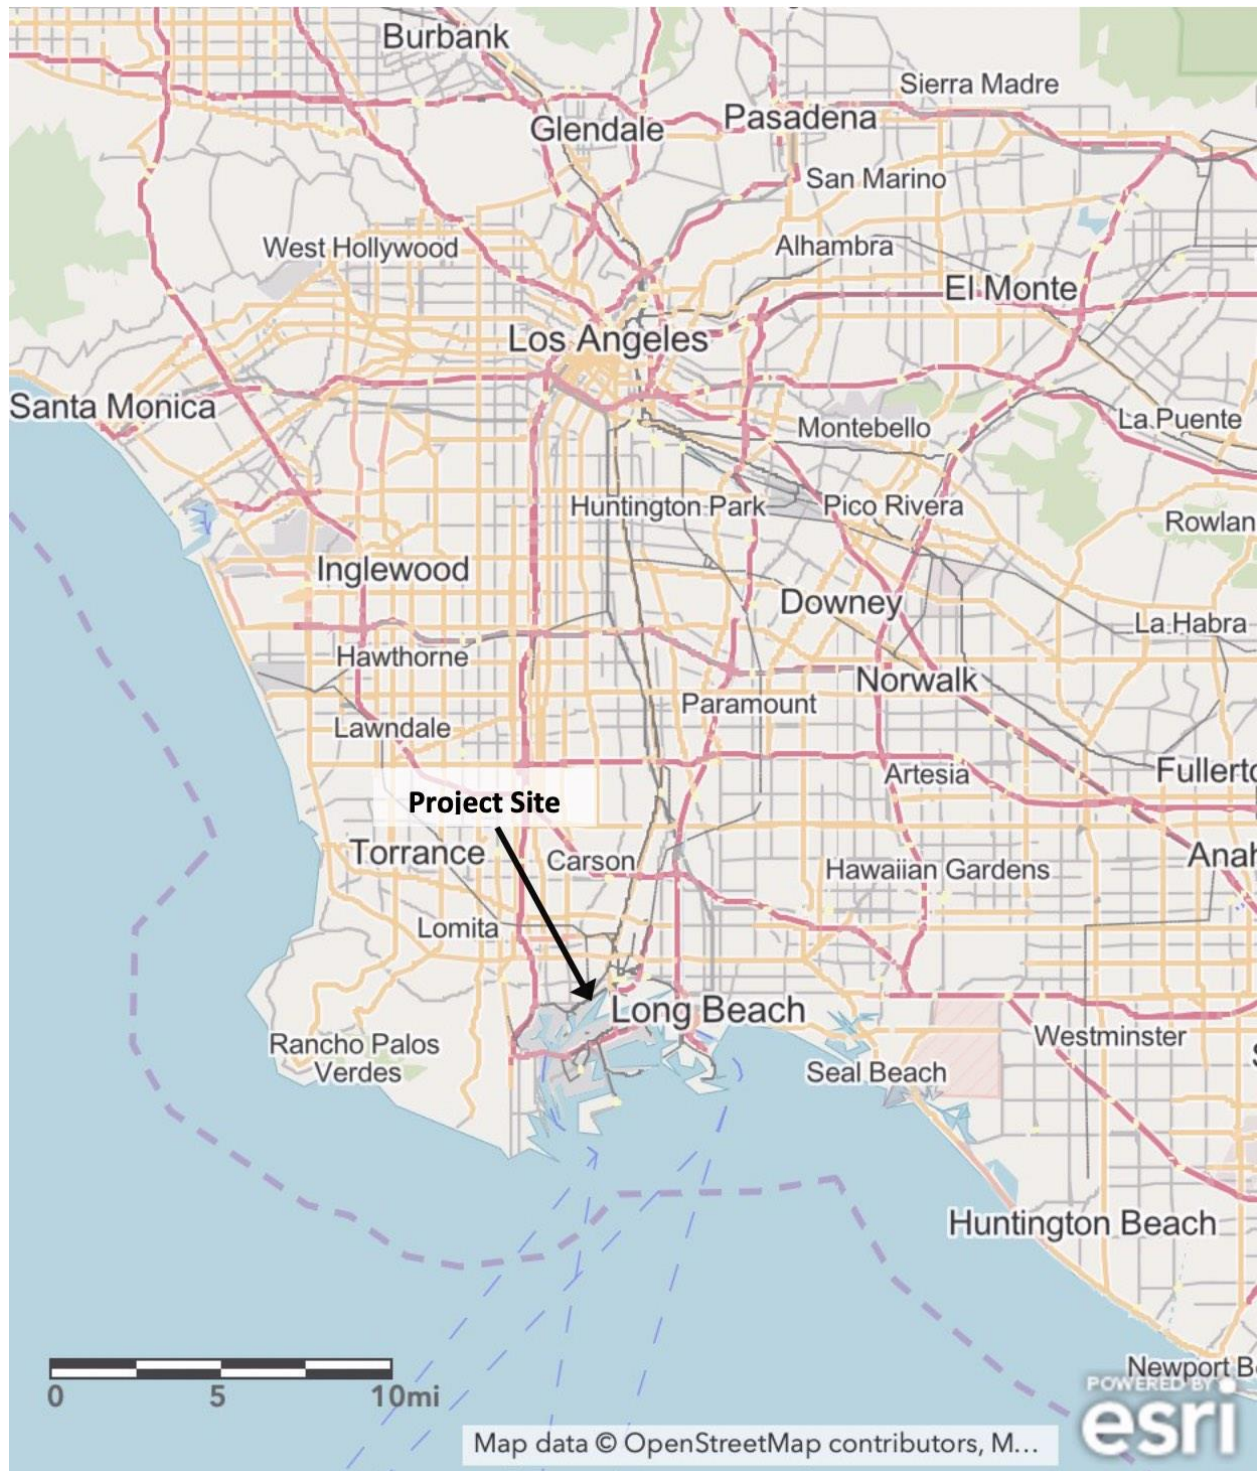 Burbank
Sierra Madre
Glendale
Pasadena
San Marino
West Hollywood
Alhambra
El Monte
Los Angeles
Santa Monica
La Puente
Montebello
Huntington Park
Pico Rivera
Rowlan
Inglewood
Downey
La Habra
Hawthorne
Norwalk
Paramount
Lawndale
Artesia
Fullerto
Project Site
Torrance
Carson
Anah
Hawaiian Gardens
Lomita
Long Beach
Rancho Palos
Verdes
Westminster
S
Seal Beach
Huntington Beach
Newport B
0 5 10mi
POWERED BY
esri
Map data © OpenStreetMap contributors, M...